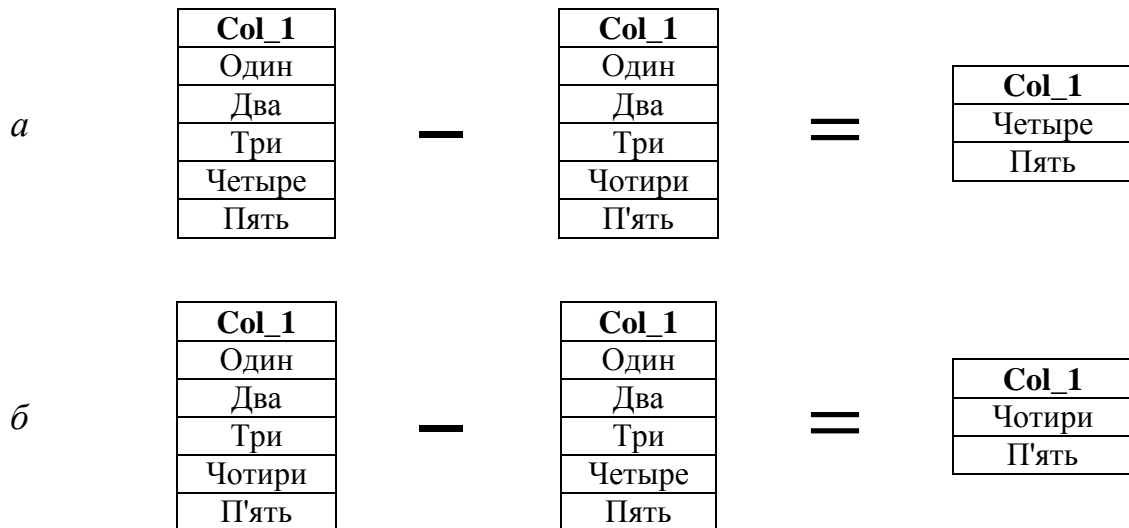 а
Col_1
Один
Два
Три
Четыре
Пять
–
Col_1
Один
Два
Три
Чотири
П'ять
=
Col_1
Четыре
Пять
б
Col_1
Один
Два
Три
Чотири
П'ять
–
Col_1
Один
Два
Три
Четыре
Пять
=
Col_1
Чотири
П'ять